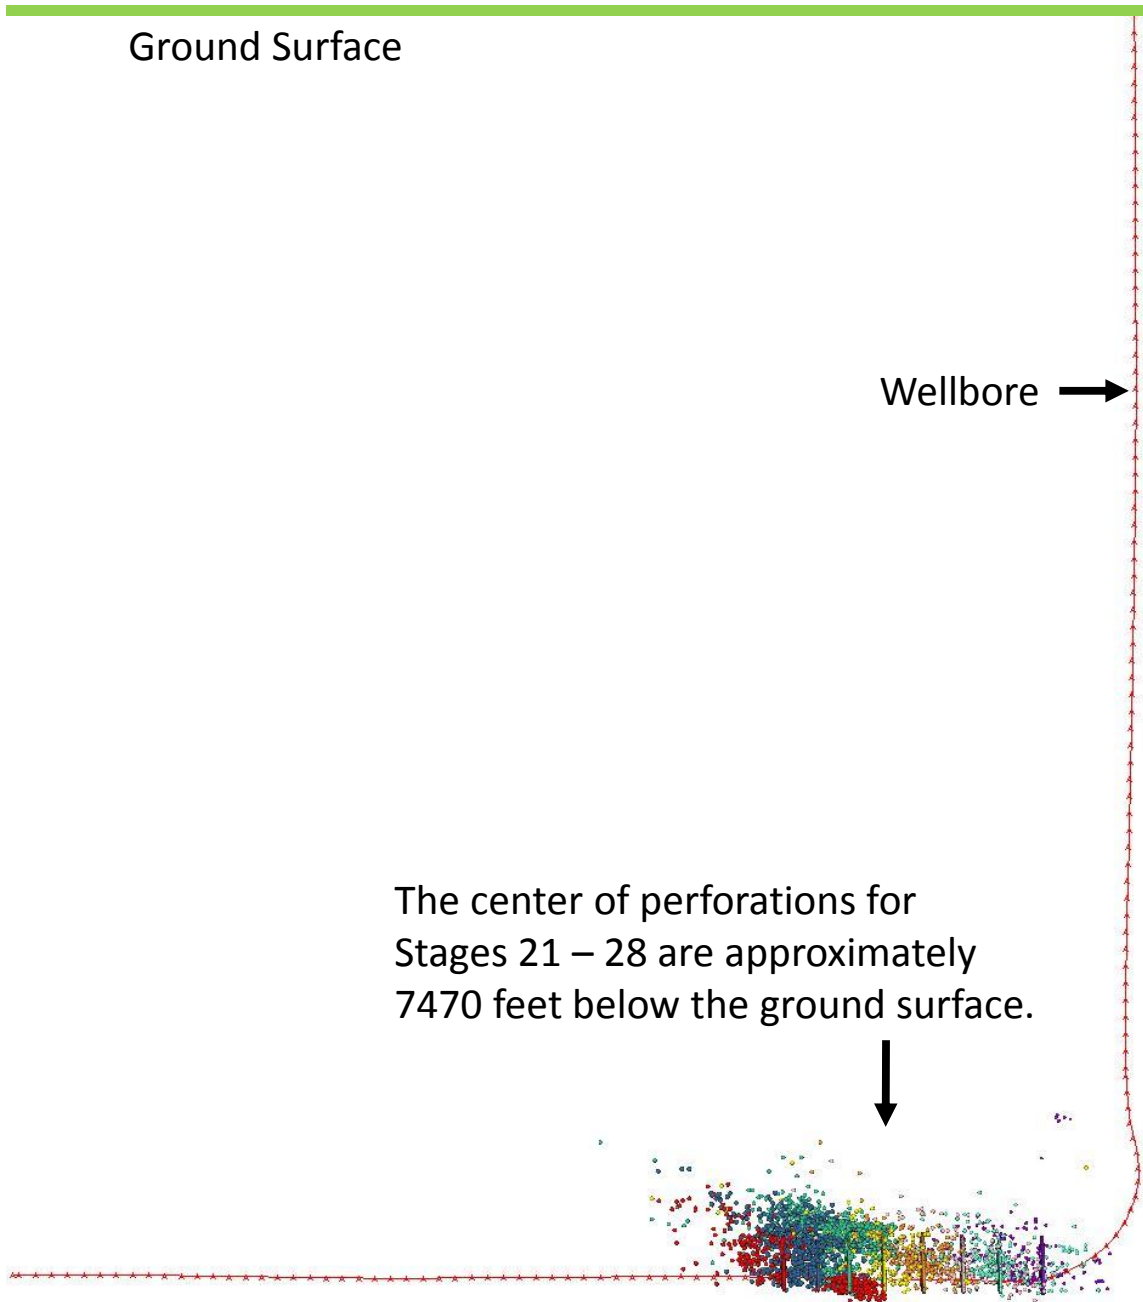 Ground Surface
Wellbore
The center of perforations for
Stages 21 – 28 are approximately
7470 feet below the ground surface.